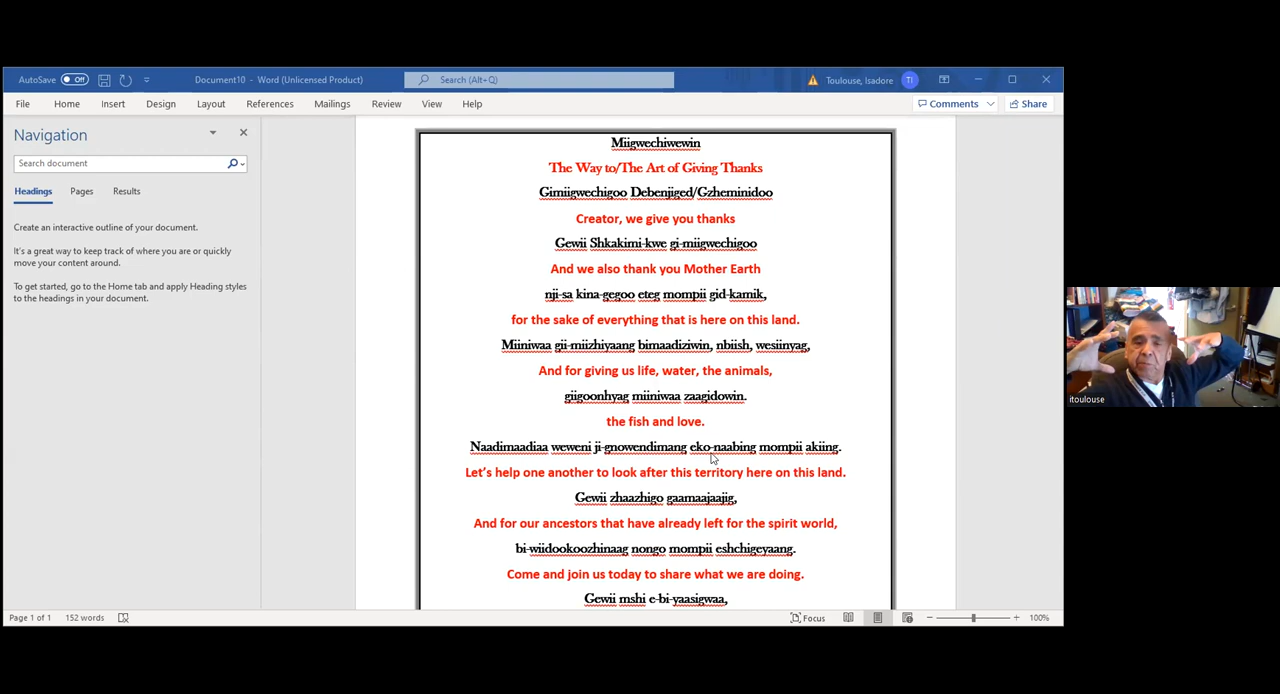 AutoSave Off Document10 - Word (Unlicensed Product) Search (Alt+Q) Toulouse, Isadore TI
File Home Insert Design Layout References Mailings Review View Help Comments Share
Navigation
Search document
Headings Pages Results
Create an interactive outline of your document.
It's a great way to keep track of where you are or quickly
move your content around.
To get started, go to the Home tab and apply Heading styles
to the headings in your document.
Miigwechiwewin
The Way to/The Art of Giving Thanks
Gimiigwechigoo Debenjiged/Gzheminidoo
Creator, we give you thanks
Gewii Shkakimi-kwe gi-miigwechigoo
And we also thank you Mother Earth
nji-sa kina-gegoo eteg mompii gid-kamik,
for the sake of everything that is here on this land.
Miiniwaa gii-miizhiyaang bimaadiziwin, nbiish, wesiinyag,
And for giving us life, water, the animals,
giigoonhyag miiniwaa zaagidowin.
the fish and love.
Naadimaadiaa weweni ji-gnowendimang eko-naabing mompii akiing.
Let's help one another to look after this territory here on this land.
Gewii zhaazhigo gaamaajaajig,
And for our ancestors that have already left for the spirit world,
bi-wiidookoozhinaag nongo mompii eshchigeyaang.
Come and join us today to share what we are doing.
Gewii mshi e-bi-yaasigwaa,
itoulouse
Page 1 of 1 152 words Focus 100%